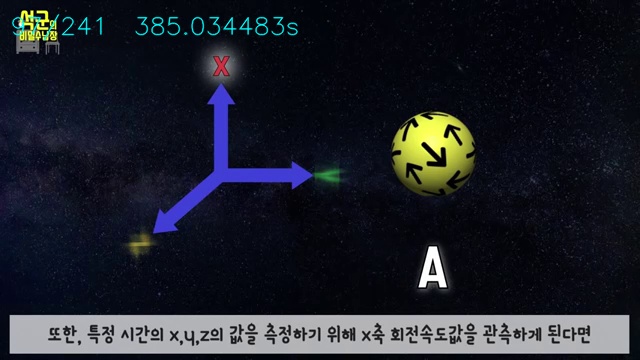 석군의
비밀수납장
/241 385.034483s
x
A
또한, 특정 시간의 x,y,z의 값을 측정하기 위해 x축 회전속도값을 관측하게 된다면